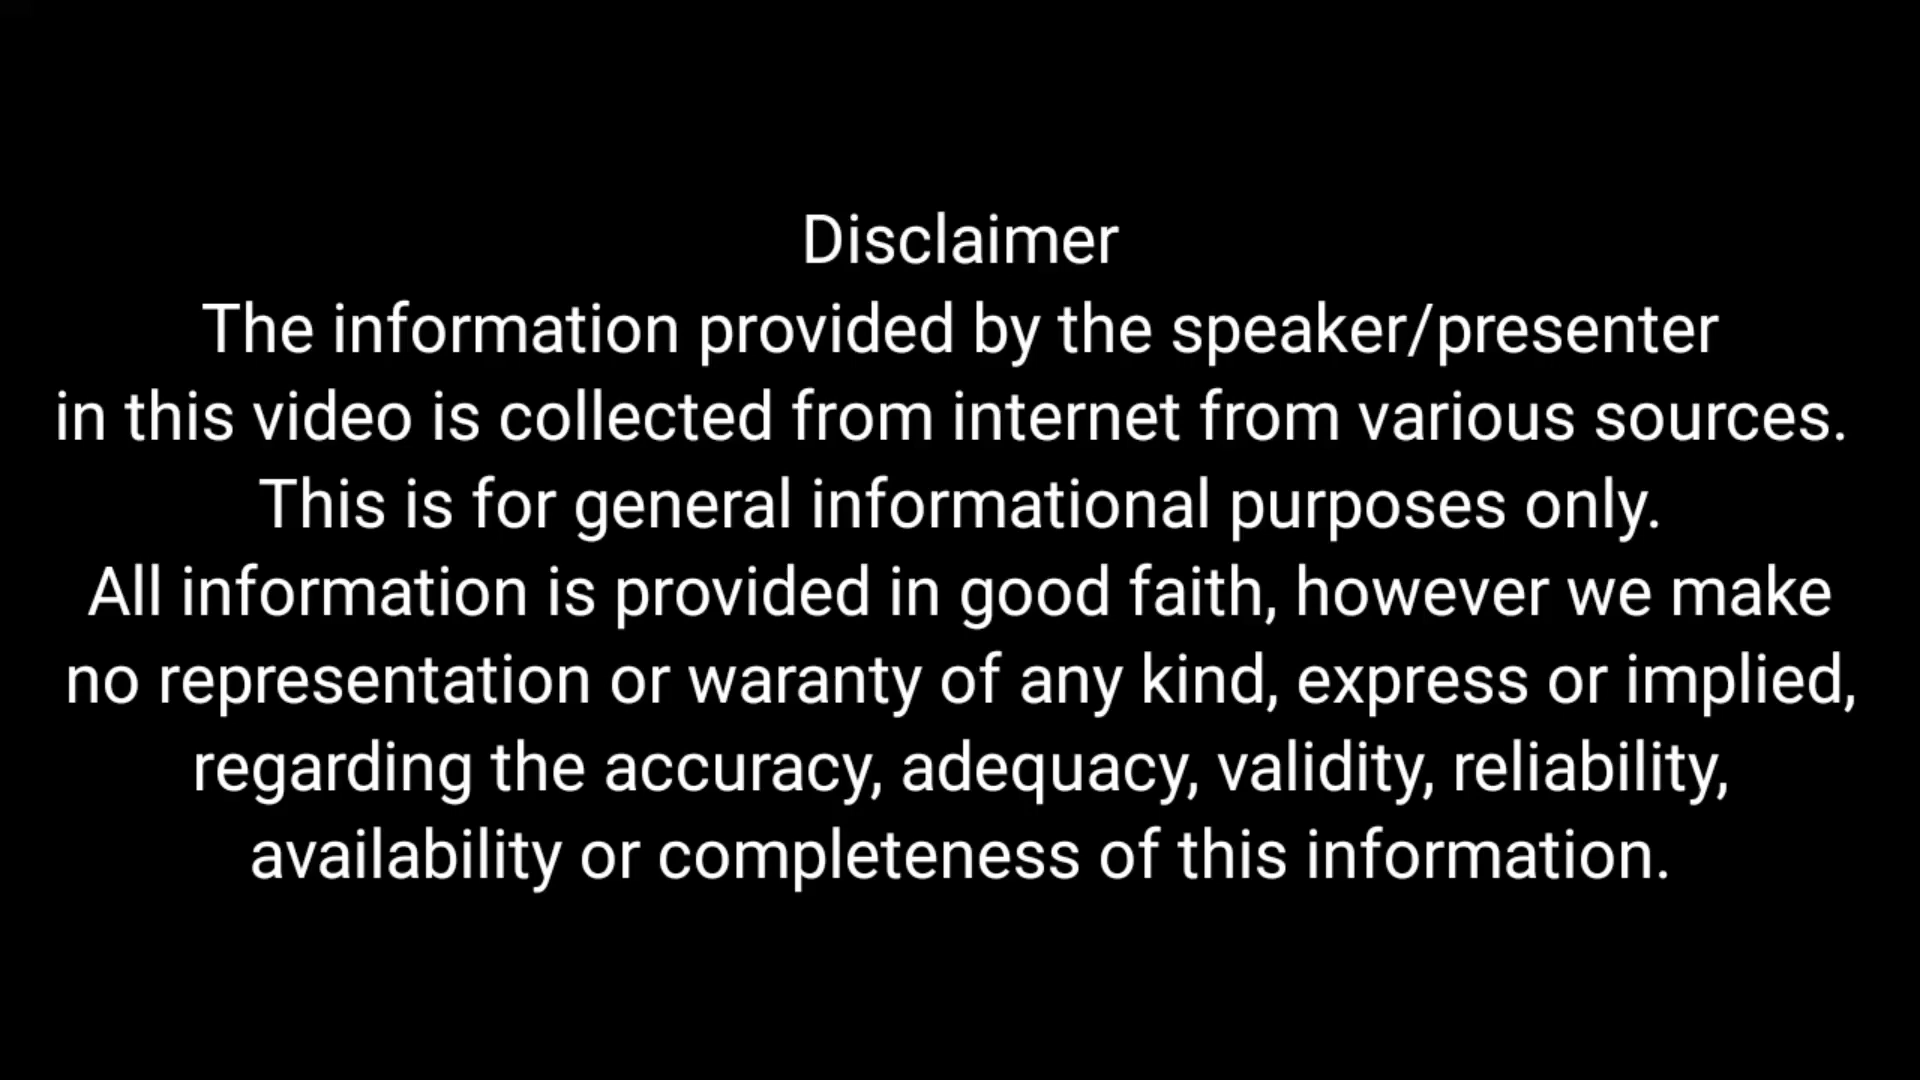 Disclaimer
The information provided by the speaker/presenter
in this video is collected from internet from various sources.
This is for general informational purposes only.
All information is provided in good faith, however we make
no representation or waranty of any kind, express or implied,
regarding the accuracy, adequacy, validity, reliability,
availability or completeness of this information.